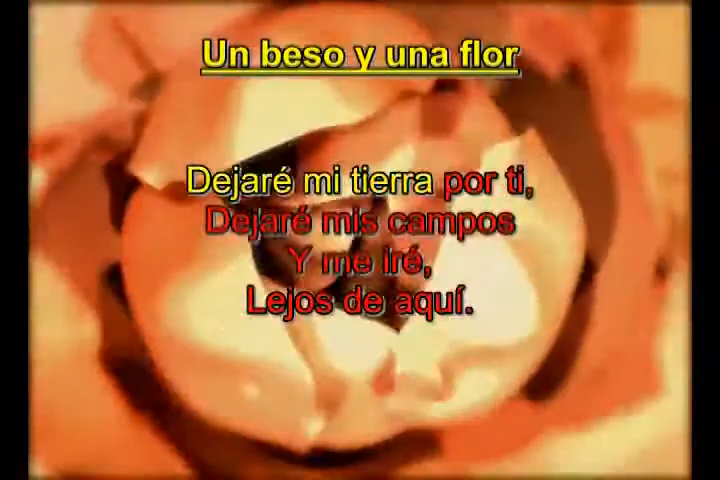 Un beso y una flor
Dejaré mi tierra por ti,
Dejaré mis campos
Y me iré,
Lejos de aquí.